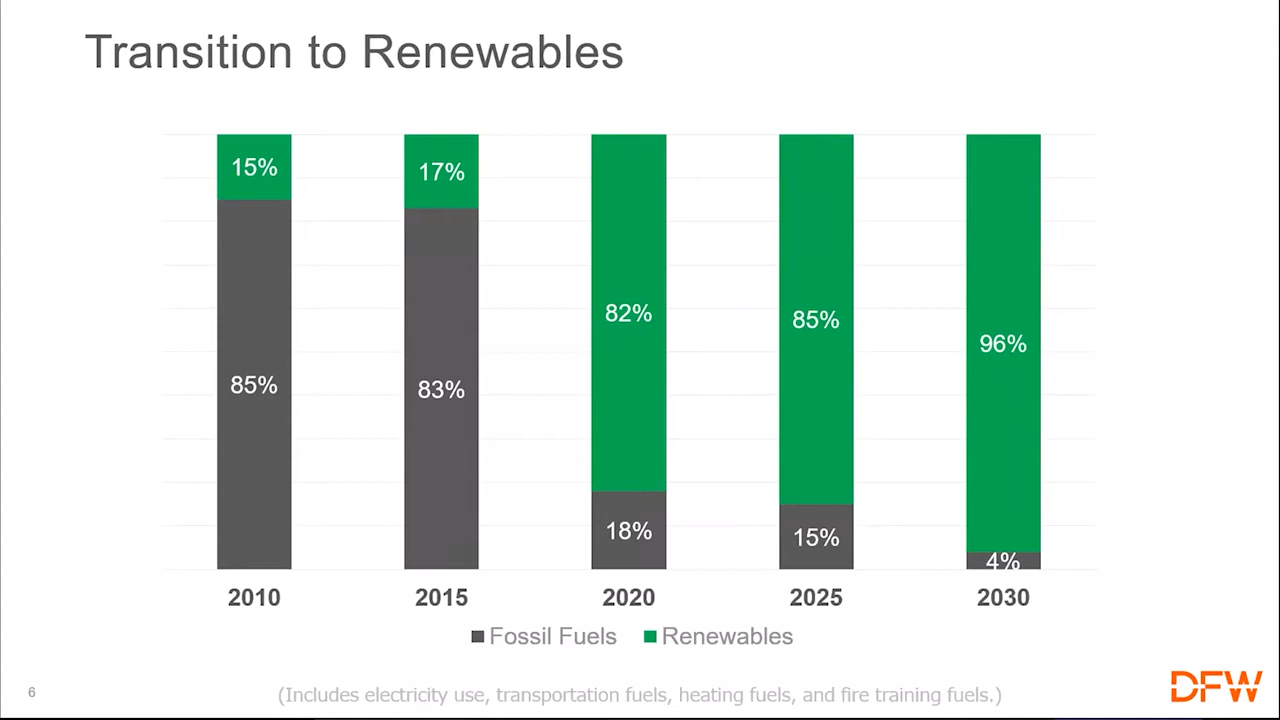 Transition to Renewables
15% 17% 82% 85% 96%
85% 83% 18% 15% 4%
2010 2015 2020 2025 2030
Fossil Fuels Renewables
6
(Includes electricity use, transportation fuels, heating fuels, and fire training fuels.)
DFW